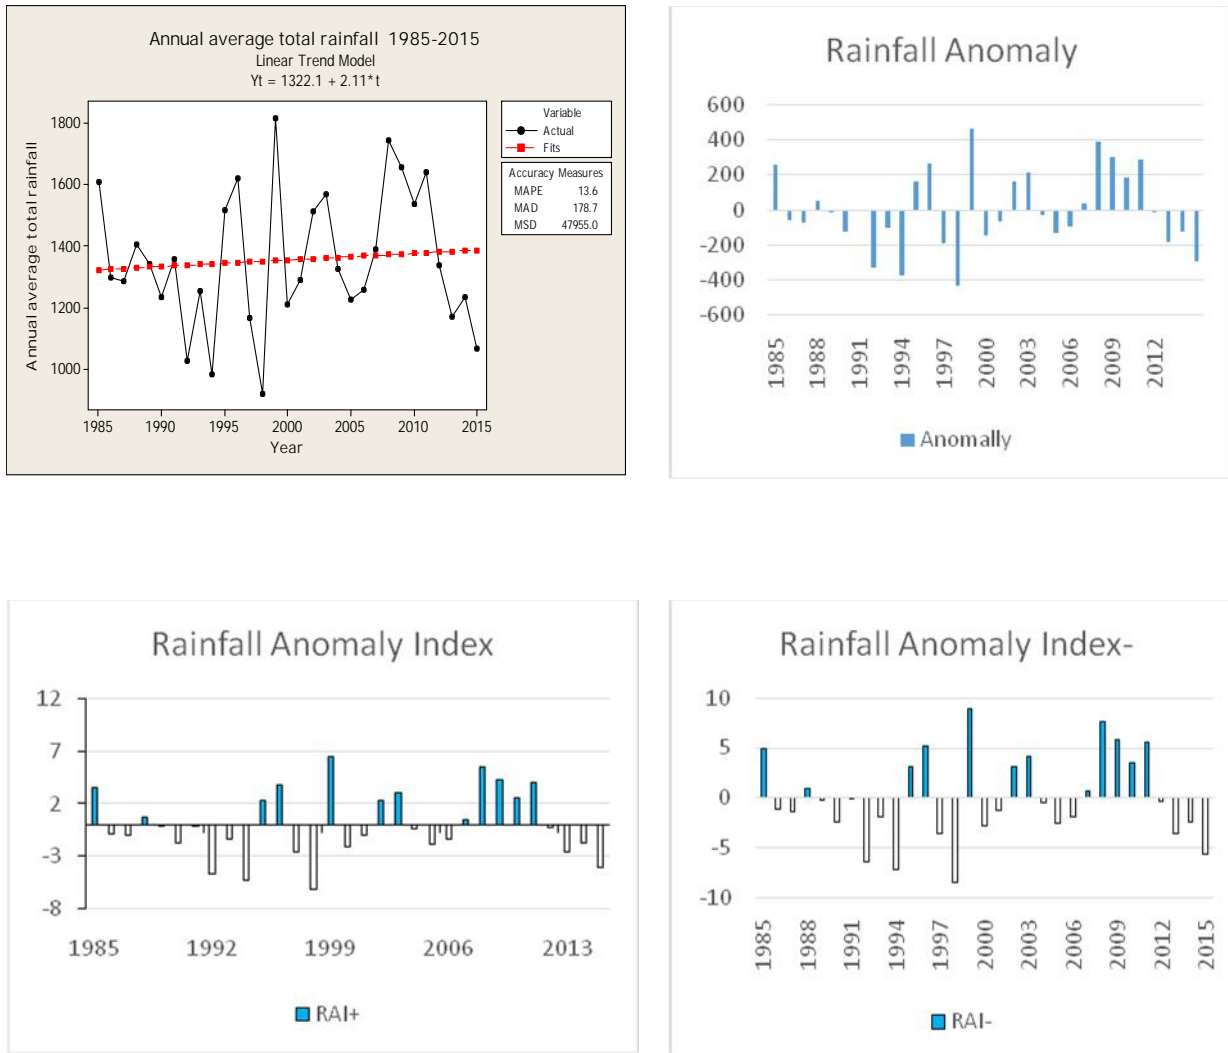 Annual average total rainfall 1985-2015
Linear Trend Model
Yt = 1322.1 + 2.11*t
Annual average total rainfall
1800
1600
1400
1200
1000
1985 1990 1995 2000 2005 2010 2015
Year
Variable
Actual
Fits
Accuracy Measures
MAPE 13.6
MAD 178.7
MSD 47955.0
Rainfall Anomaly
600
400
200
0
-200
-400
-600
1985 1988 1991 1994 1997 2000 2003 2006 2009 2012
Anomally
Rainfall Anomaly Index
12
7
2
-3
-8
1985 1992 1999 2006 2013
RAI+
Rainfall Anomaly Index-
10
5
0
-5
-10
1985 1988 1991 1994 1997 2000 2003 2006 2009 2012 2015
RAI-